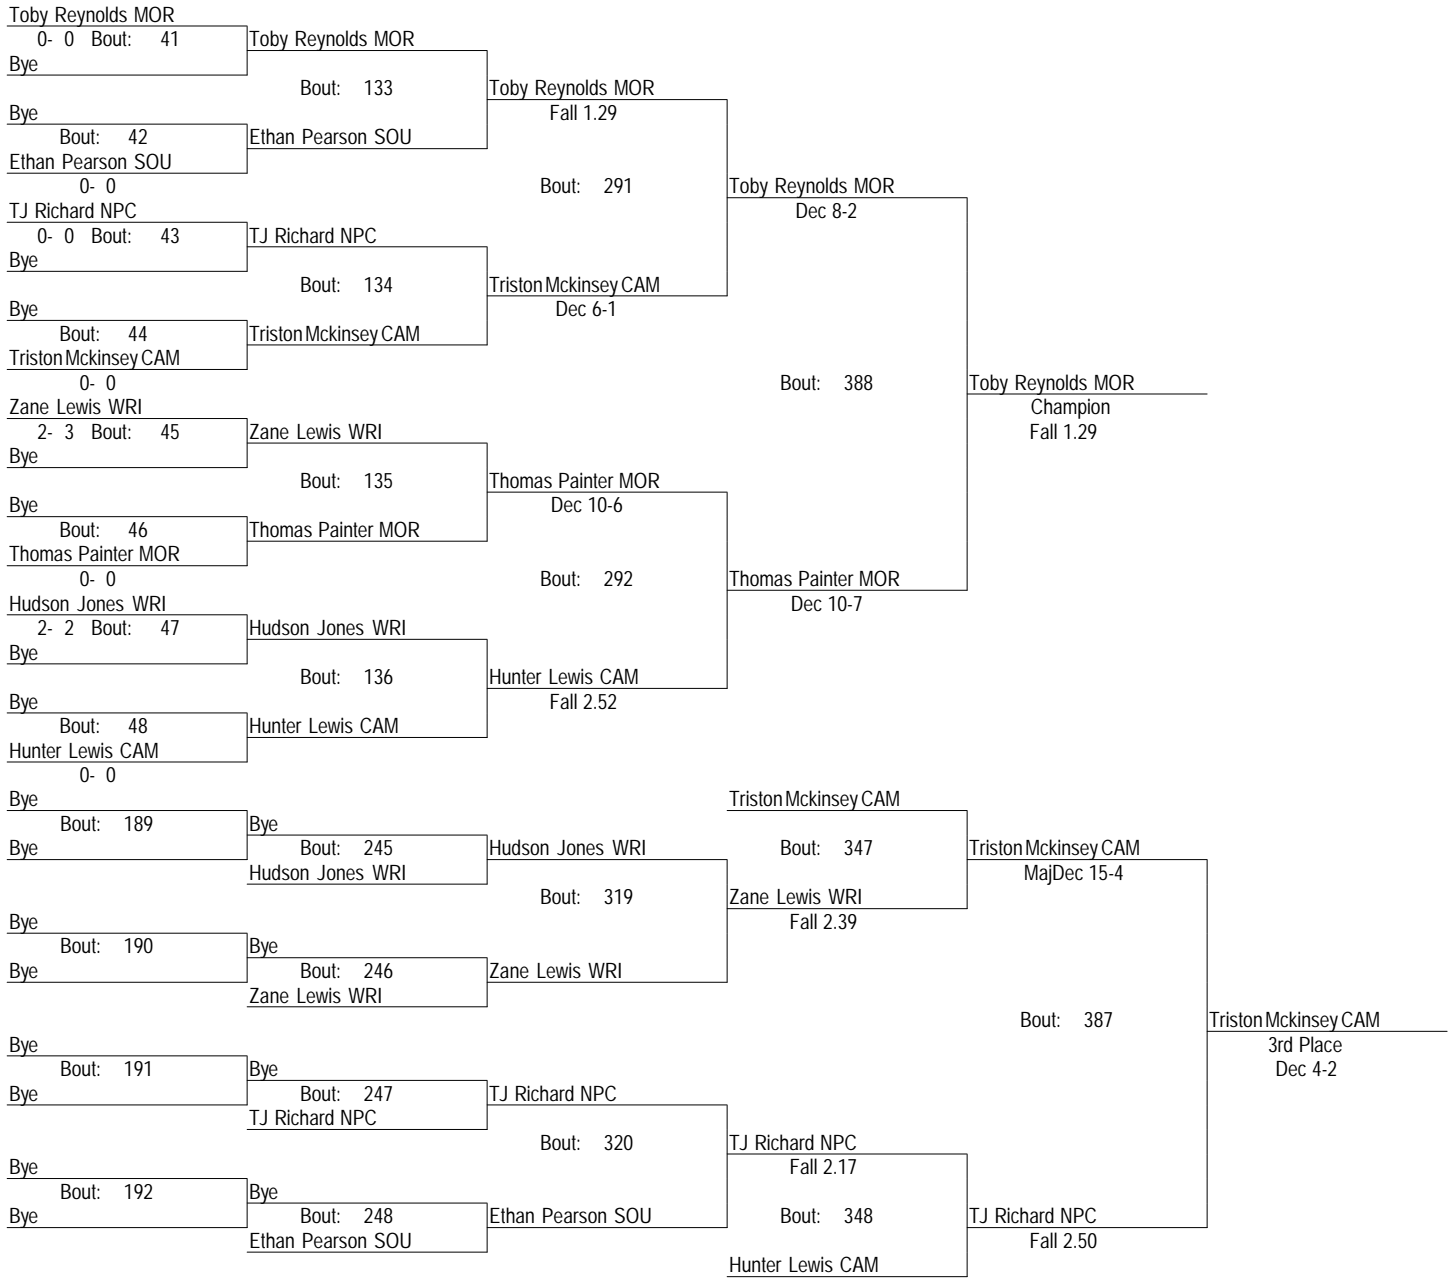 Toby Reynolds MOR
0- 0 Bout: 41
Bye
Bye
Bout: 42
Ethan Pearson SOU
0- 0
TJ Richard NPC
0- 0 Bout: 43
Bye
Bye
Bout: 44
Triston Mckinsey CAM
0- 0
Zane Lewis WRI
2- 3 Bout: 45
Bye
Bye
Bout: 46
Thomas Painter MOR
0- 0
Hudson Jones WRI
2- 2 Bout: 47
Bye
Bye
Bout: 48
Hunter Lewis CAM
0- 0
Toby Reynolds MOR
Bout: 133
Ethan Pearson SOU
TJ Richard NPC
Bout: 134
Triston Mckinsey CAM
Zane Lewis WRI
Bout: 135
Thomas Painter MOR
Hudson Jones WRI
Bout: 136
Hunter Lewis CAM
Toby Reynolds MOR
Fall 1.29
Bout: 291
Triston Mckinsey CAM
Dec 6-1
Thomas Painter MOR
Dec 10-6
Bout: 292
Hunter Lewis CAM
Fall 2.52
Toby Reynolds MOR
Dec 8-2
Bout: 388
Thomas Painter MOR
Dec 10-7
Toby Reynolds MOR
Champion
Fall 1.29
Bye
Bout: 189
Bye
Bye
Bout: 190
Bye
Bye
Bout: 191
Bye
Bye
Bout: 192
Bye
Bye
Bout: 245
Hudson Jones WRI
Bye
Bout: 246
Zane Lewis WRI
Bye
Bout: 247
TJ Richard NPC
Bye
Bout: 248
Ethan Pearson SOU
Hudson Jones WRI
Bout: 319
Zane Lewis WRI
TJ Richard NPC
Bout: 320
Ethan Pearson SOU
Triston Mckinsey CAM
Bout: 347
Zane Lewis WRI
Fall 2.39
TJ Richard NPC
Fall 2.17
Bout: 348
Hunter Lewis CAM
Triston Mckinsey CAM
MajDec 15-4
Bout: 387
TJ Richard NPC
Fall 2.50
Triston Mckinsey CAM
3rd Place
Dec 4-2